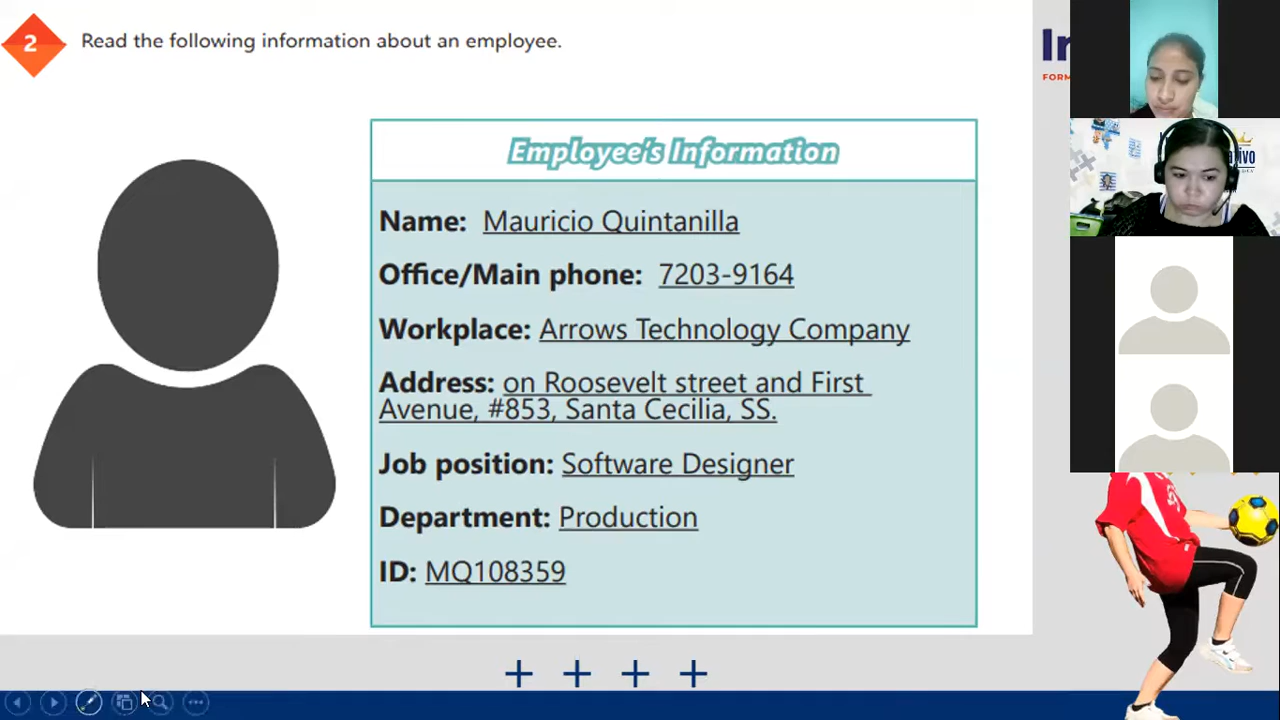 2 Read the following information about an employee.
Employee's Information
Name: Mauricio Quintanilla
Office/Main phone: 7203-9164
Workplace: Arrows Technology Company
Address: on Roosevelt street and First
Avenue, #853, Santa Cecilia, SS.
Job position: Software Designer
Department: Production
ID: MQ108359